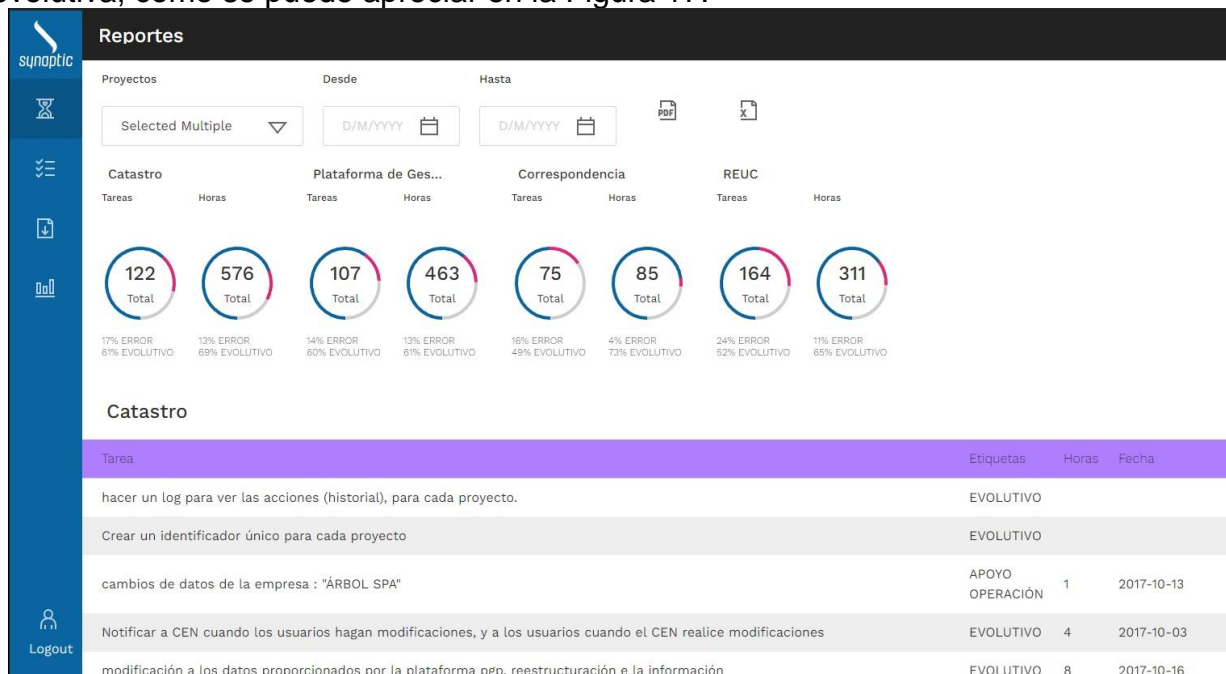 evolutiva, como se puede apreciar en la Figura 17.
synaptic
Reportes
Proyectos Desde Hasta
Selected Multiple D/M/YYYY D/M/YYYY PDF X
Catastro Plataforma de Ges... Correspondencia REUC
Tareas Horas Tareas Horas Tareas Horas Tareas Horas
122 576 107 463 75 85 164 311
Total Total Total Total Total Total Total Total
17% ERROR 13% ERROR 14% ERROR 13% ERROR 16% ERROR 4% ERROR 24% ERROR 11% ERROR
61% EVOLUTIVO 69% EVOLUTIVO 60% EVOLUTIVO 61% EVOLUTIVO 49% EVOLUTIVO 73% EVOLUTIVO 52% EVOLUTIVO 65% EVOLUTIVO
Catastro
Tarea Etiquetas Horas Fecha
hacer un log para ver las acciones (historial), para cada proyecto. EVOLUTIVO
Crear un identificador único para cada proyecto EVOLUTIVO
cambios de datos de la empresa : "ÁRBOL SPA" APOYO OPERACIÓN 1 2017-10-13
Notificar a CEN cuando los usuarios hagan modificaciones, y a los usuarios cuando el CEN realice modificaciones EVOLUTIVO 4 2017-10-03
modificación a los datos proporcionados por la plataforma pgp, reestructuración e la información EVOLUTIVO 8 2017-10-16
Logout